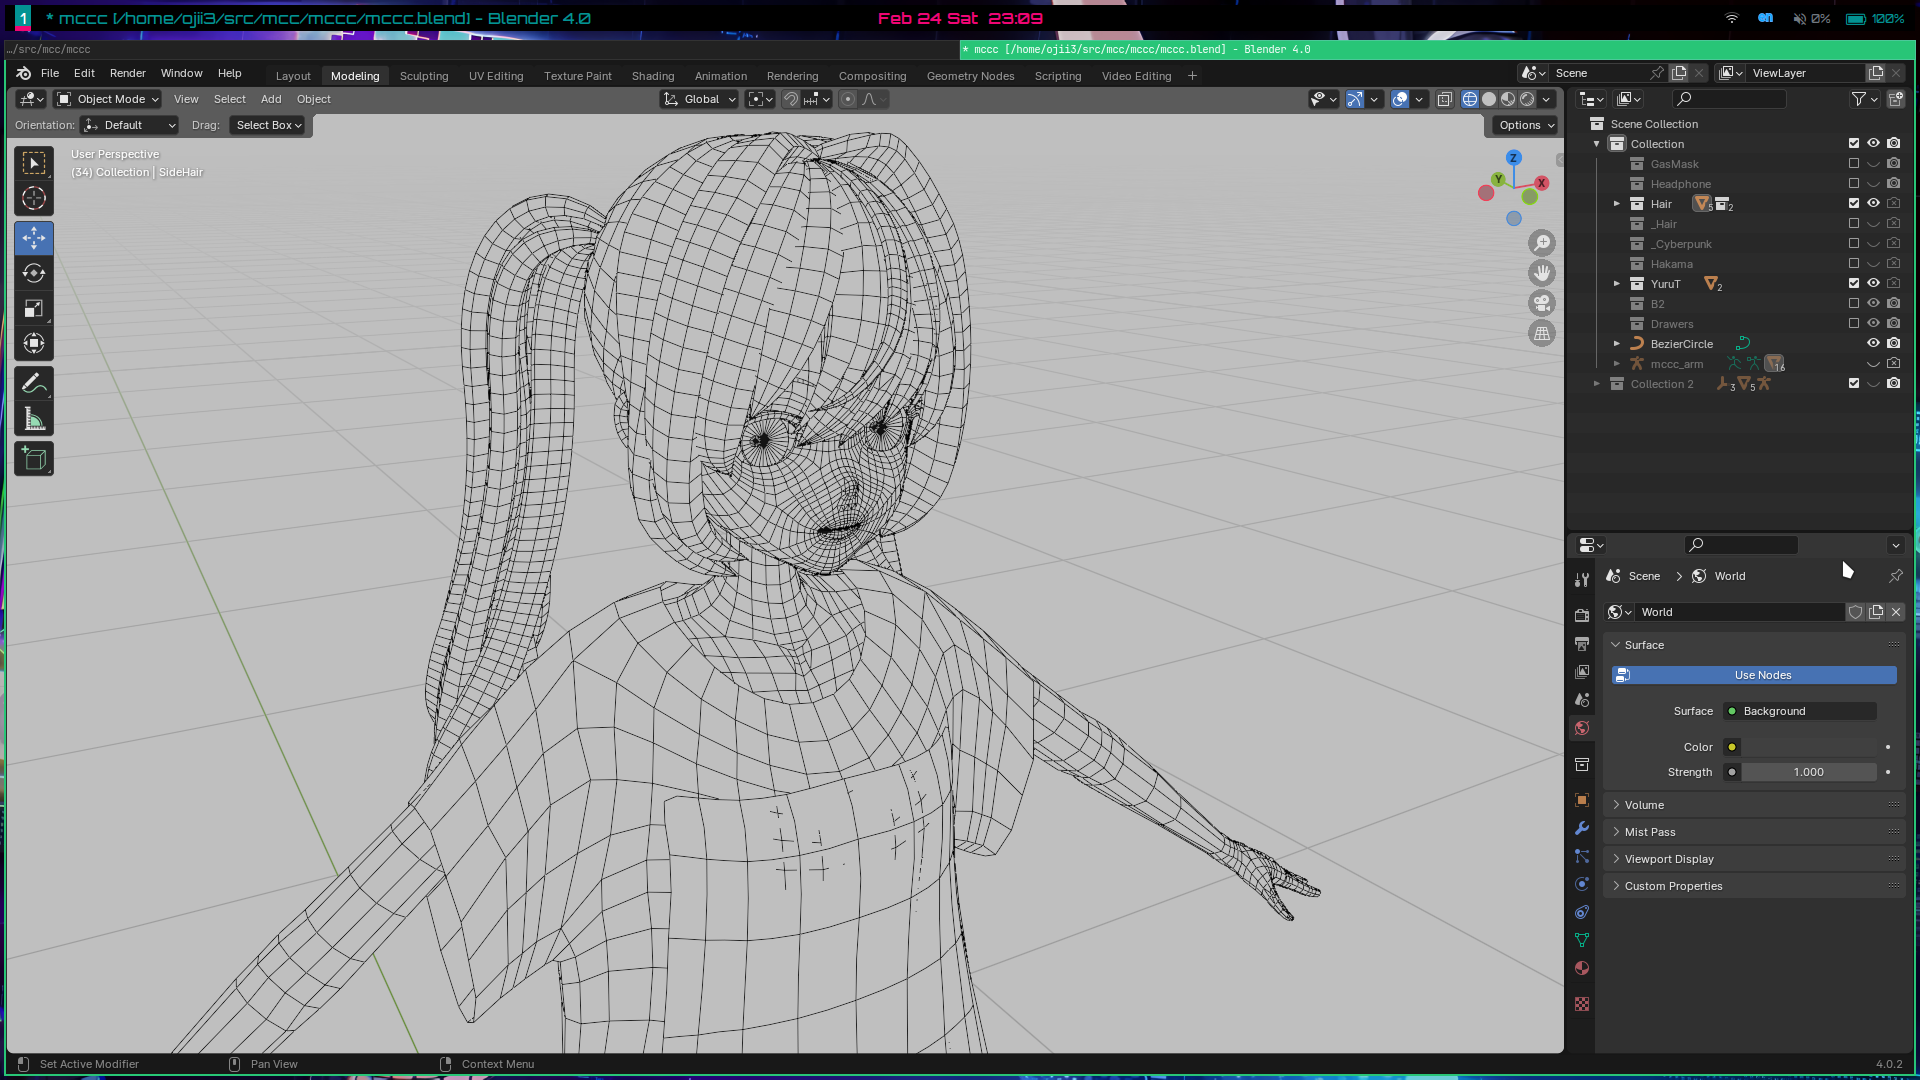 1 * mccc [/home/ojii3/src/mcc/mccc/mccc.blend] - Blender 4.0
Feb 24 Sat 23:09
en
0%
100%
…/src/mcc/mccc
* mccc [/home/ojii3/src/mcc/mccc/mccc.blend] - Blender 4.0
File Edit Render Window Help
Layout Modeling Sculpting UV Editing Texture Paint Shading Animation Rendering Compositing Geometry Nodes Scripting Video Editing +
Scene
ViewLayer
Object Mode View Select Add Object
Global
Orientation: Default Drag: Select Box
Options
User Perspective
(34) Collection | SideHair
Z
Y
X
Scene Collection
Collection
GasMask
Headphone
Hair 5 2
_Hair
_Cyberpunk
Hakama
YuruT 2
B2
Drawers
BezierCircle
mccc_arm 16
Collection 2 3 5
Scene > World
World
Surface
Use Nodes
Surface Background
Color
Strength 1.000
Volume
Mist Pass
Viewport Display
Custom Properties
Set Active Modifier
Pan View
Context Menu
4.0.2